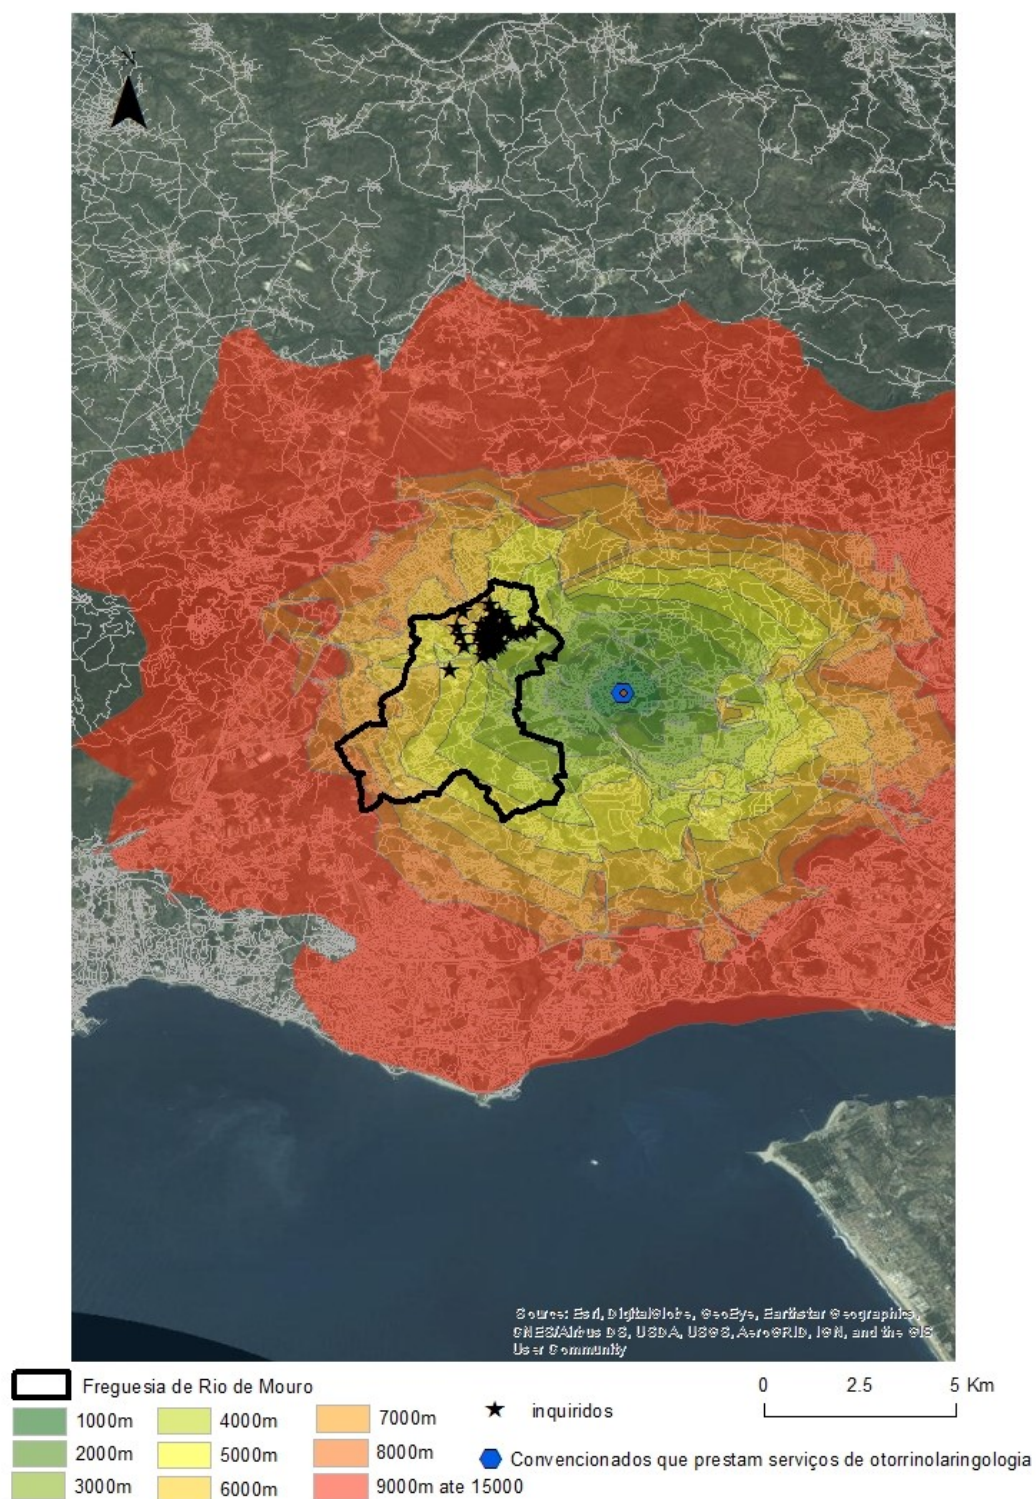 N
Source: Esri, DigitalGlobe, GeoEye, Earthstar Geographics,
CNES/Airbus DS, USDA, USGS, AeroGRID, IGN, and the GIS
User Community
Freguesia de Rio de Mouro
1000m
2000m
3000m
4000m
5000m
6000m
7000m
8000m
9000m até 15000
inquiridos
Convencionados que prestam serviços de otorrinolaringologia
0 2.5 5 Km